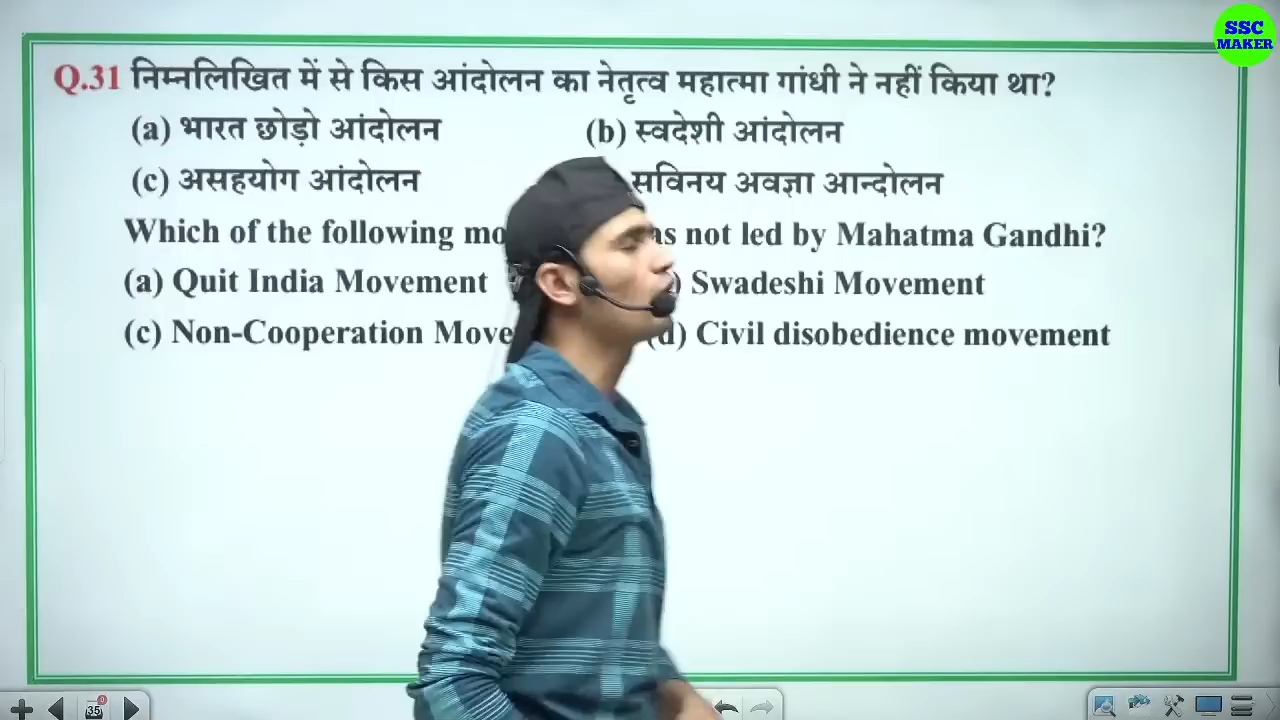 SSC
MAKER
Q.31 निम्नलिखित में से किस आंदोलन का नेतृत्व महात्मा गांधी ने नहीं किया था?
(a) भारत छोड़ो आंदोलन (b) स्वदेशी आंदोलन
(c) असहयोग आंदोलन सविनय अवज्ञा आन्दोलन
Which of the following not led by Mahatma Gandhi?
(a) Quit India Movement Swadeshi Movement
(c) Non-Cooperation (d) Civil disobedience movement
35